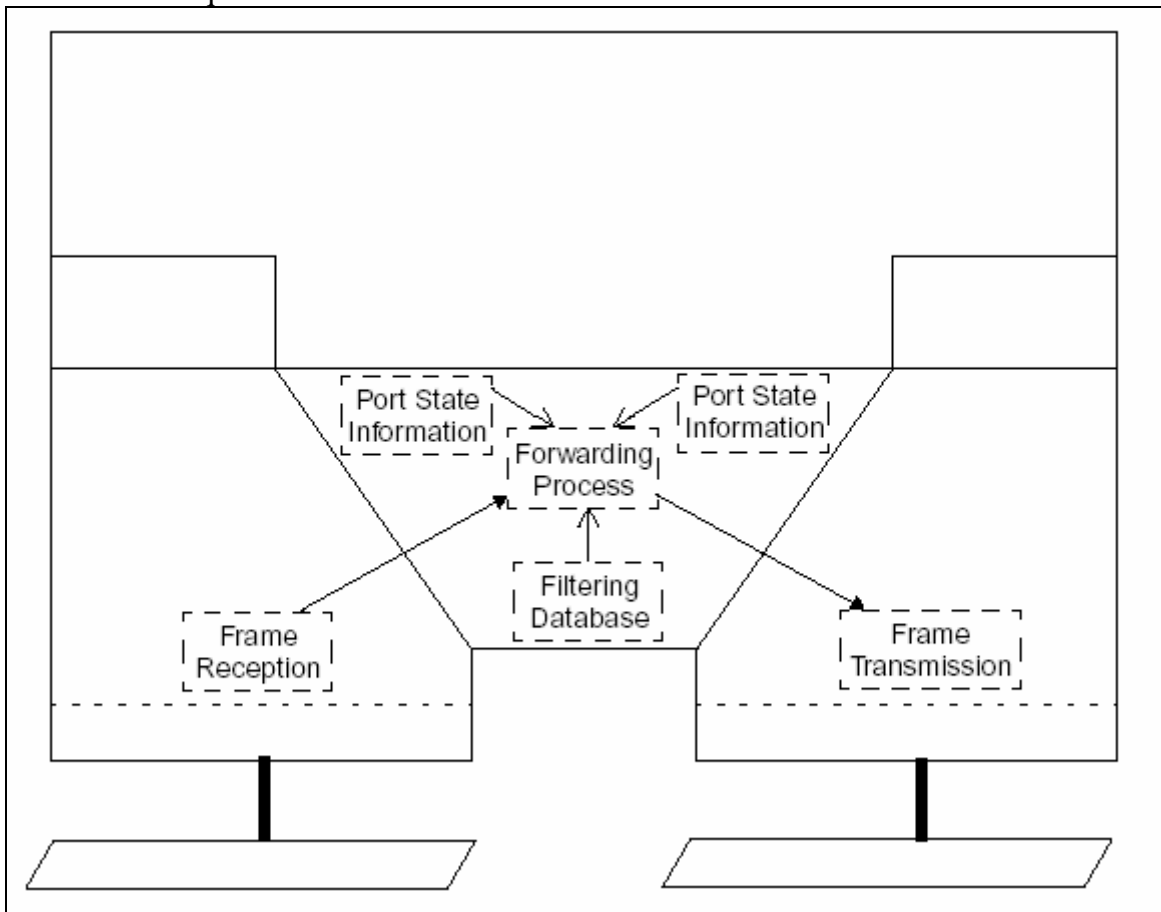 Port State
Information
Port State
Information
Forwarding
Process
Filtering
Database
Frame
Reception
Frame
Transmission